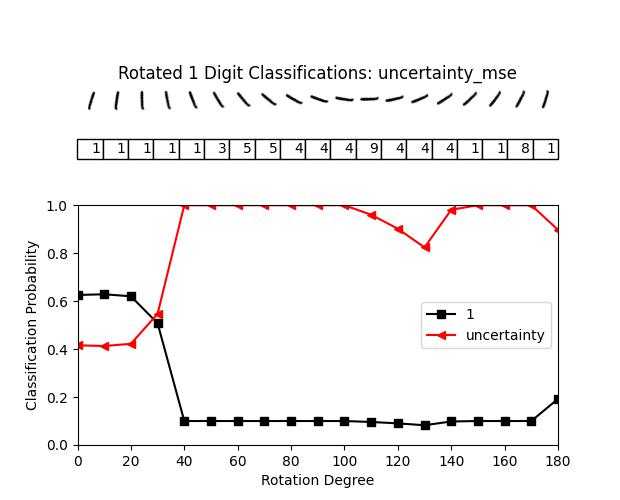 Rotated 1 Digit Classifications: uncertainty_mse
1 1 1 1 1 3 5 5 4 4 4 9 4 4 4 1 1 8 1
1.0
0.8
0.6
0.4
0.2
0.0
Classification Probability
1
uncertainty
0 20 40 60 80 100 120 140 160 180
Rotation Degree